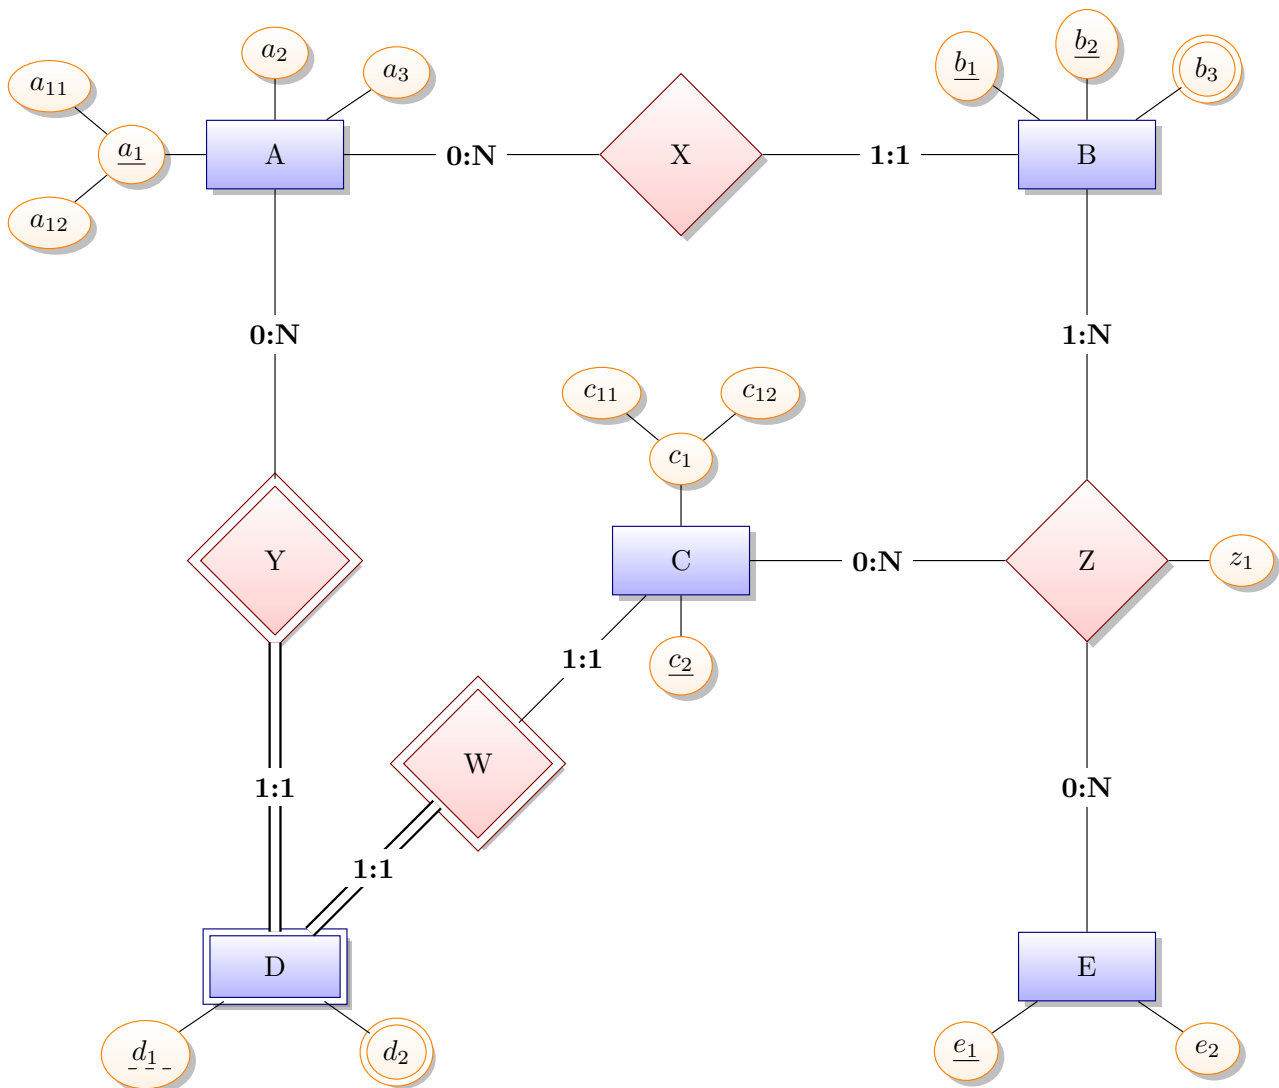 a₂
a₃
a₁₁
a₁
a₁₂
A
0:N
X
1:1
b₁
b₂
b₃
B
0:N
1:N
c₁₁
c₁₂
c₁
Y
C
0:N
Z
z₁
1:1
c₂
W
1:1
0:N
1:1
D
E
d₁
d₂
e₁
e₂